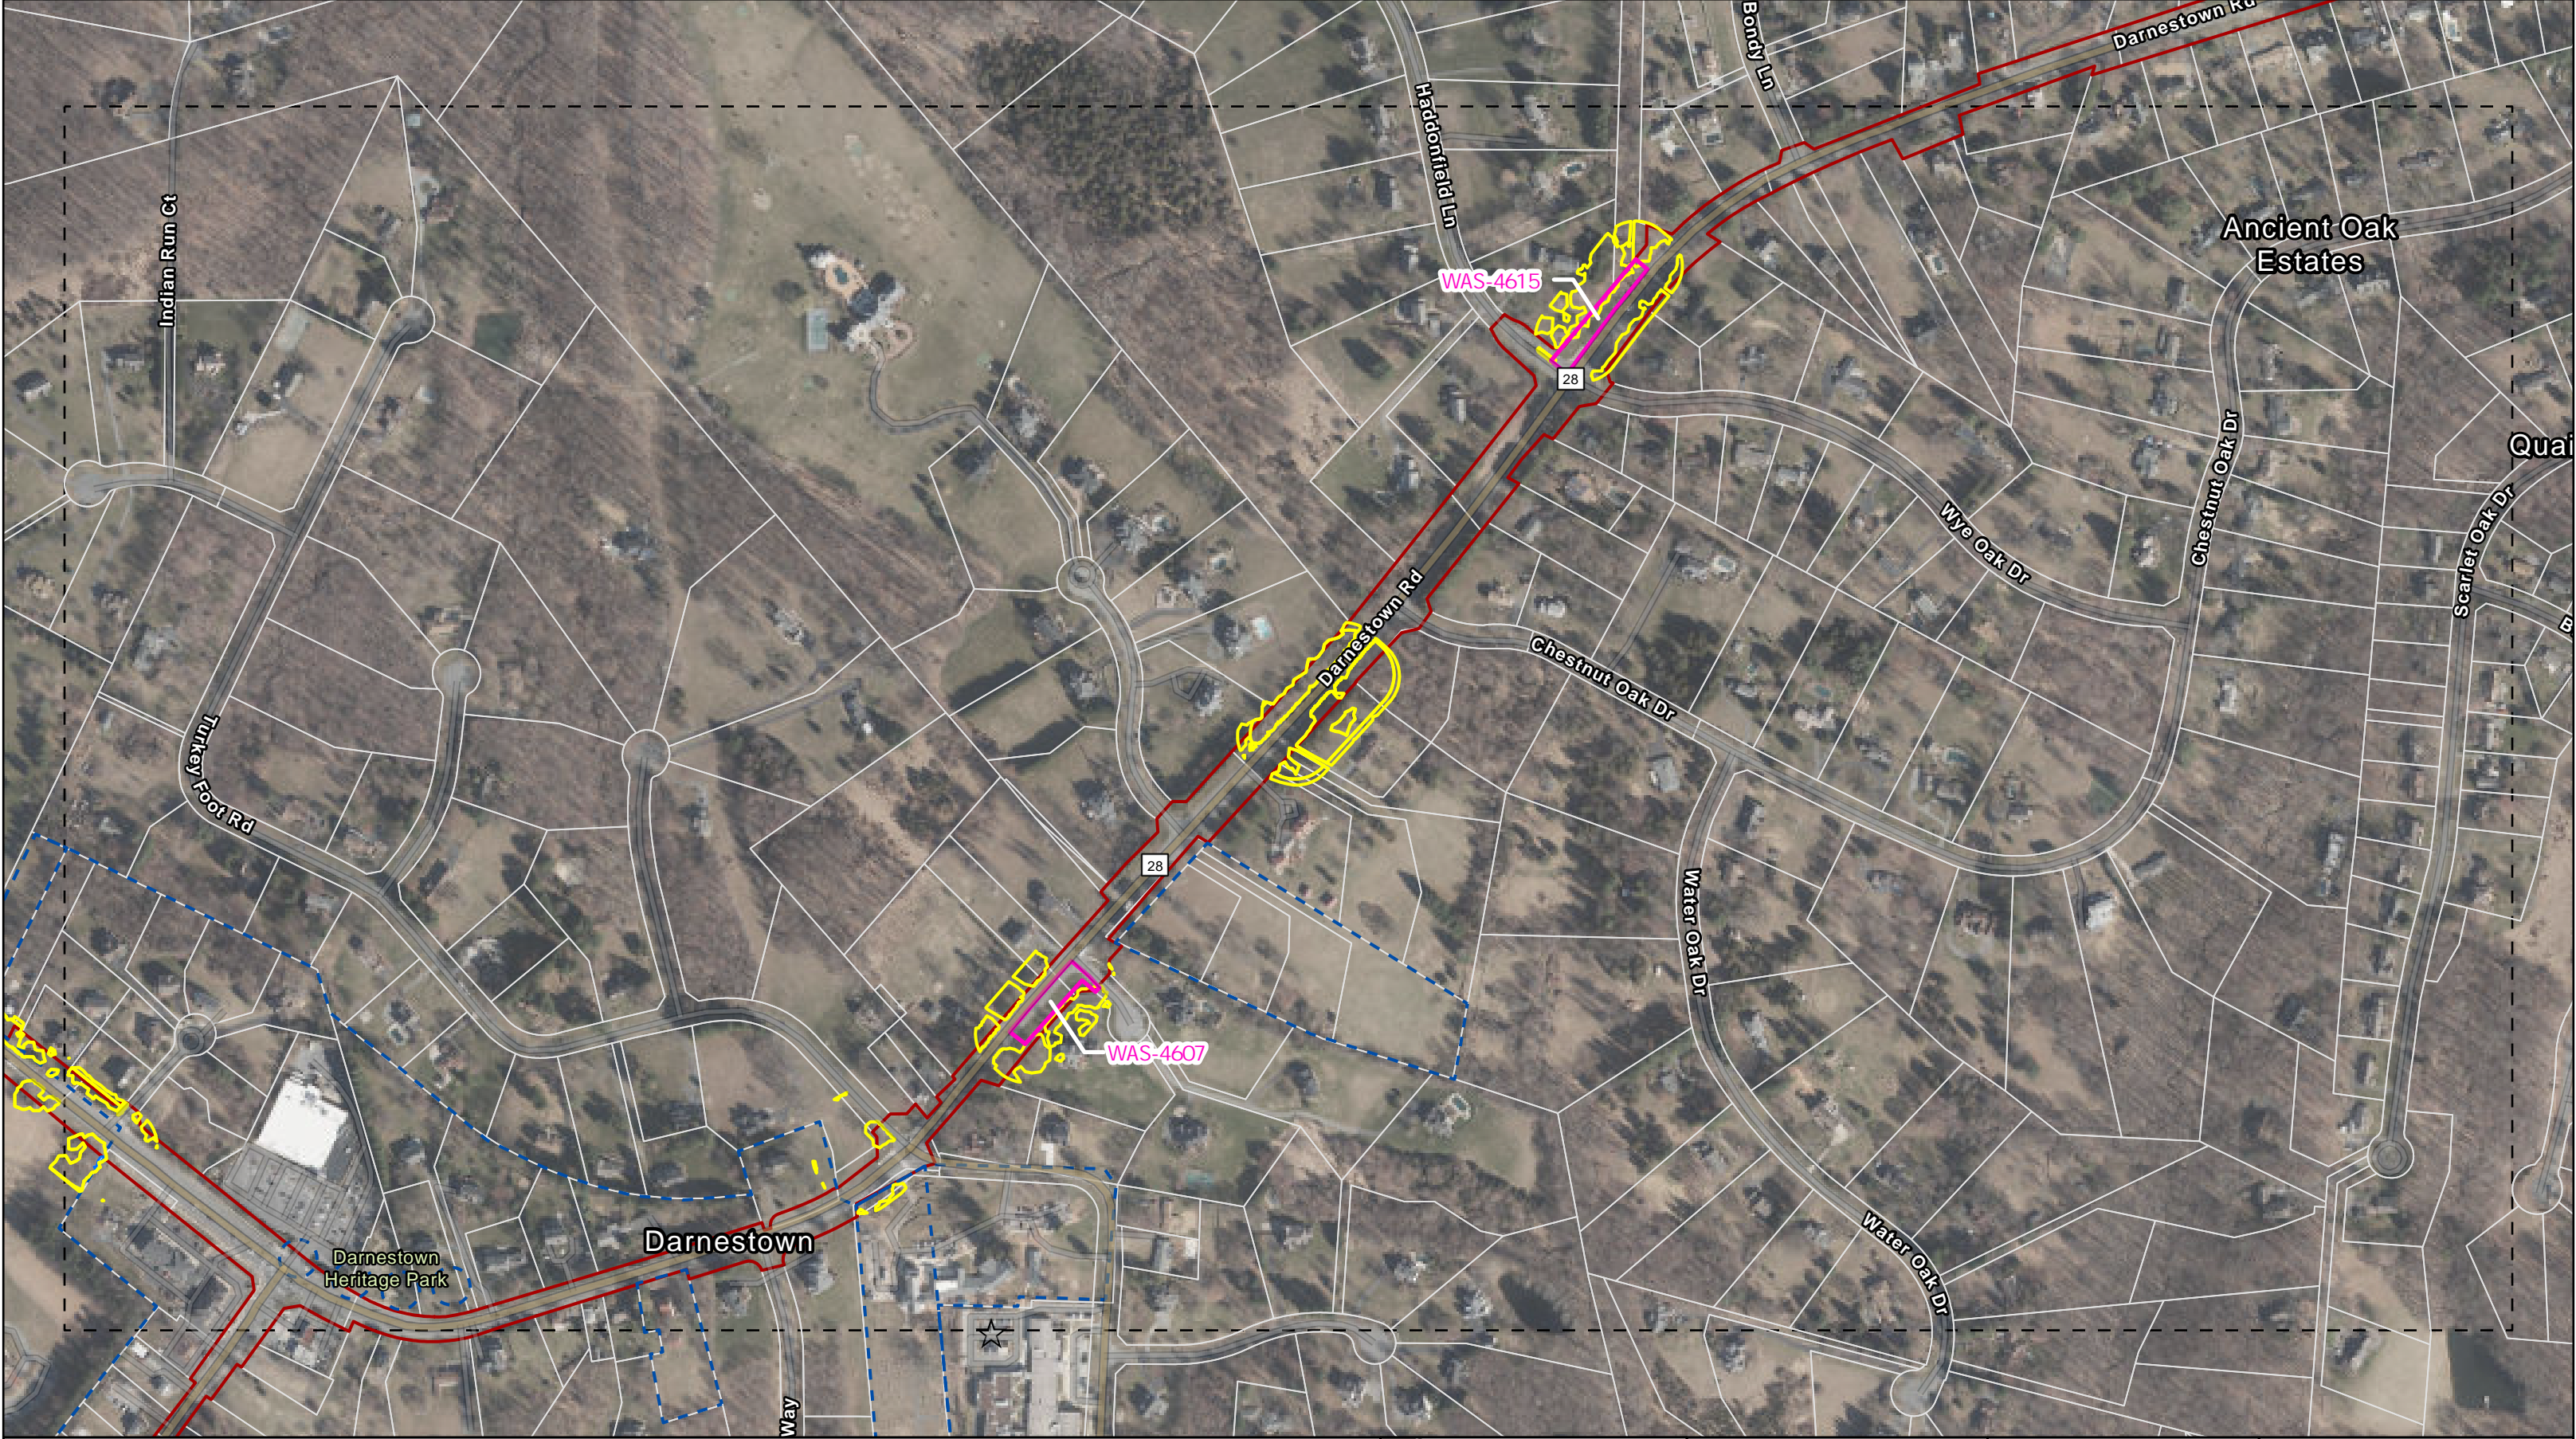 Darnestown Rd
Bondy Ln
Haddonfield Ln
Indian Run Ct
Ancient Oak
Estates
WAS-4615
28
Quai
Chestnut Oak Dr
Scarlet Oak Dr
Wye Oak Dr
Darnestown Rd
B
Chestnut Oak Dr
Turkey Foot Rd
28
Water Oak Dr
WAS-4607
Darnestown
Darnestown
Heritage Park
Water Oak Dr
Way